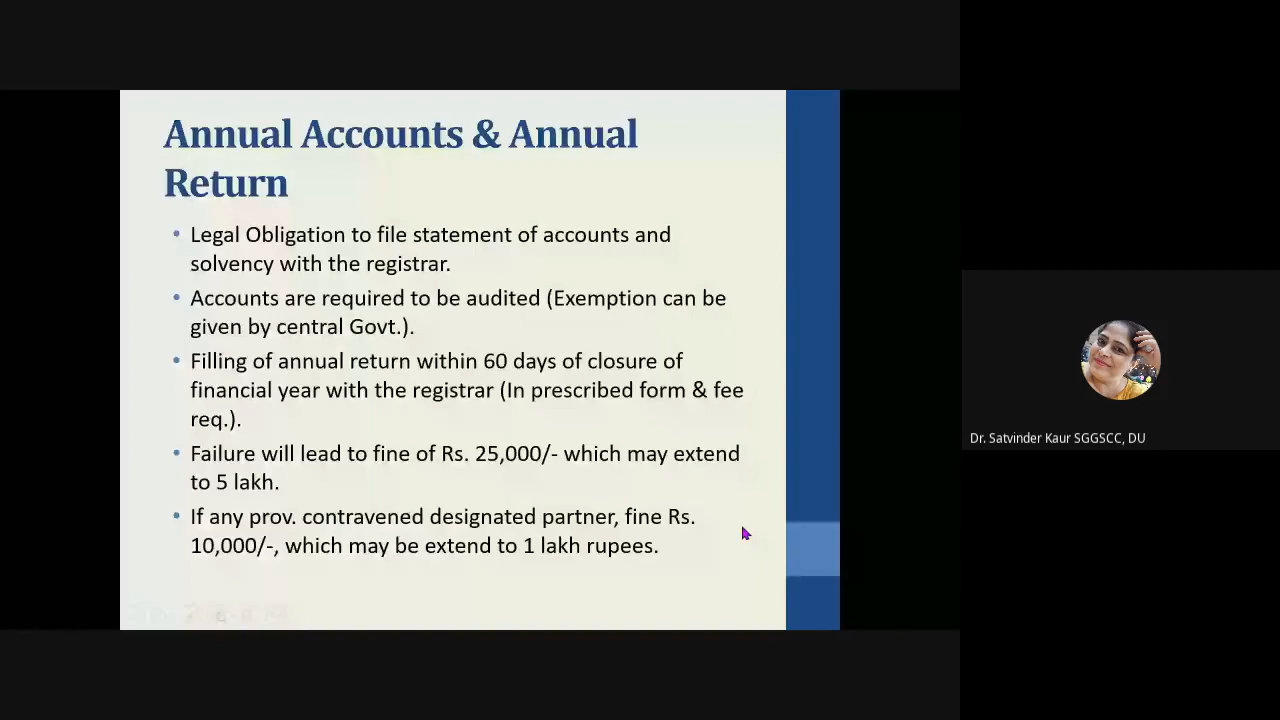 Annual Accounts & Annual
Return
• Legal Obligation to file statement of accounts and
solvency with the registrar.
• Accounts are required to be audited (Exemption can be
given by central Govt.).
• Filling of annual return within 60 days of closure of
financial year with the registrar (In prescribed form & fee
req.).
• Failure will lead to fine of Rs. 25,000/- which may extend
to 5 lakh.
• If any prov. contravened designated partner, fine Rs.
10,000/-, which may be extend to 1 lakh rupees.
Dr. Satvinder Kaur SGGSCC, DU